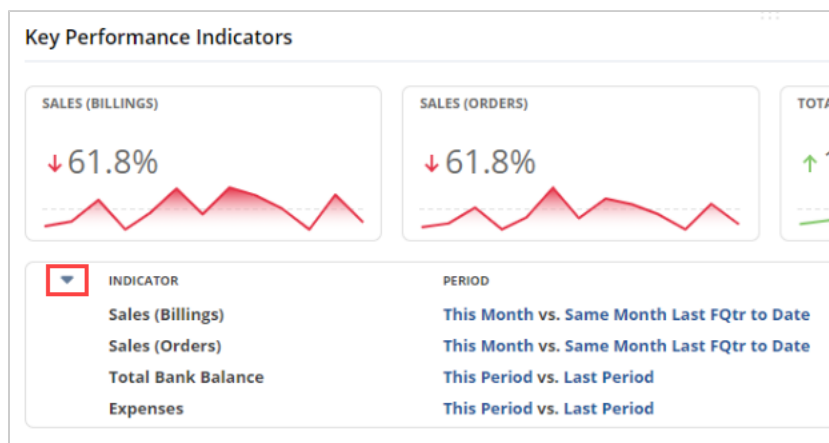 Key Performance Indicators
SALES (BILLINGS)
SALES (ORDERS)
↓61.8%
↓61.8%
INDICATOR PERIOD
Sales (Billings) This Month vs. Same Month Last FQtr to Date
Sales (Orders) This Month vs. Same Month Last FQtr to Date
Total Bank Balance This Period vs. Last Period
Expenses This Period vs. Last Period